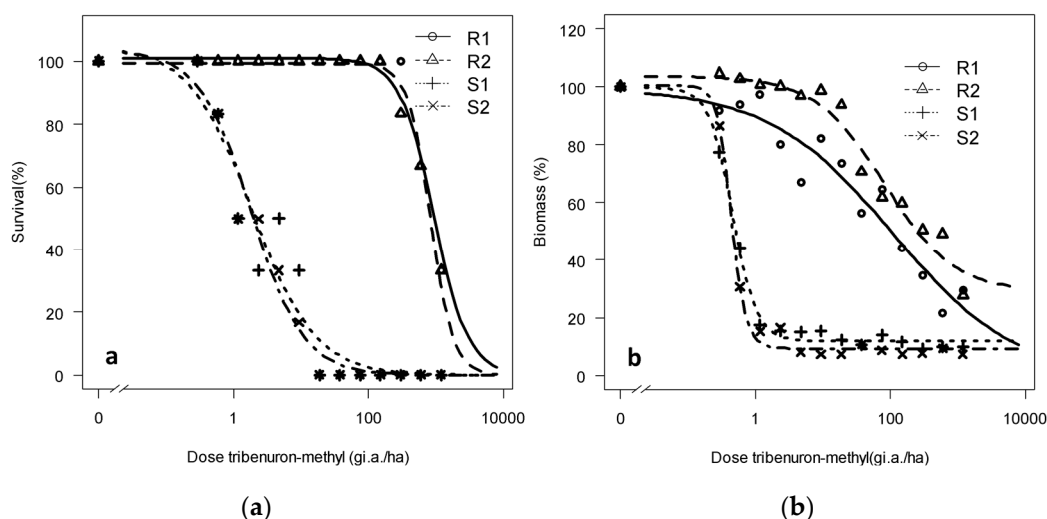 R1
R2
S1
S2
100
80
60
40
20
0
Survival(%)
a
0
1
100
10000
Dose tribenuron-methyl (gi.a./ha)
(a)
R1
R2
S1
S2
120
100
80
60
40
20
0
Biomass (%)
b
0
1
100
10000
Dose tribenuron-methyl(gi.a./ha)
(b)